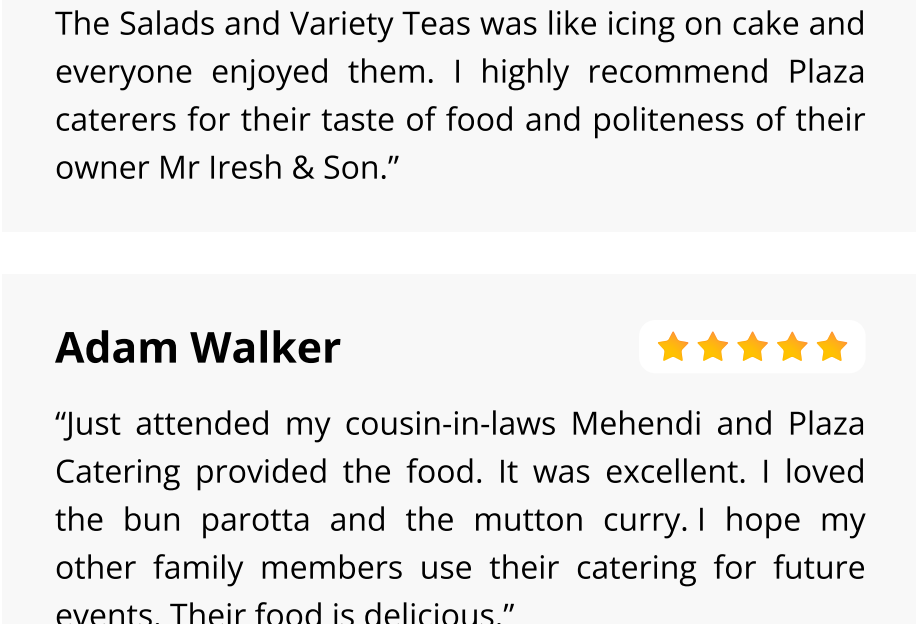 The Salads and Variety Teas was like icing on cake and
everyone enjoyed them. I highly recommend Plaza
caterers for their taste of food and politeness of their
owner Mr Iresh & Son.”
Adam Walker
“Just attended my cousin-in-laws Mehendi and Plaza
Catering provided the food. It was excellent. I loved
the bun parotta and the mutton curry. I hope my
other family members use their catering for future
events. Their food is delicious.”